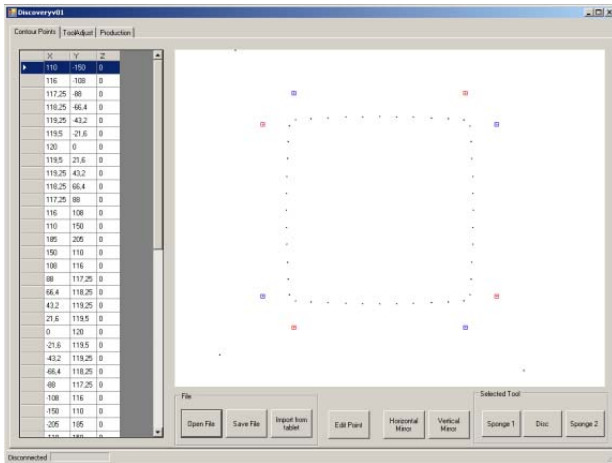 Discoveryv01
Contour Points ToolAdjust Production
X Y Z
110 -150 0
116 -108 0
117,25 -88 0
118,25 -66,4 0
119,25 -43,2 0
119,5 -21,6 0
120 0 0
119,5 21,6 0
119,25 43,2 0
118,25 66,4 0
117,25 88 0
116 108 0
110 150 0
185 205 0
150 110 0
108 116 0
88 117,25 0
66,4 118,25 0
43,2 119,25 0
21,6 119,5 0
0 120 0
-21,6 119,5 0
-43,2 119,25 0
-66,4 118,25 0
-88 117,25 0
-108 116 0
-150 110 0
-205 185 0
File
Open File Save File Import from tablet
Edit Point
Horizontal Mirror
Vertical Mirror
Selected Tool
Sponge 1 Disc Sponge 2
Disconnected